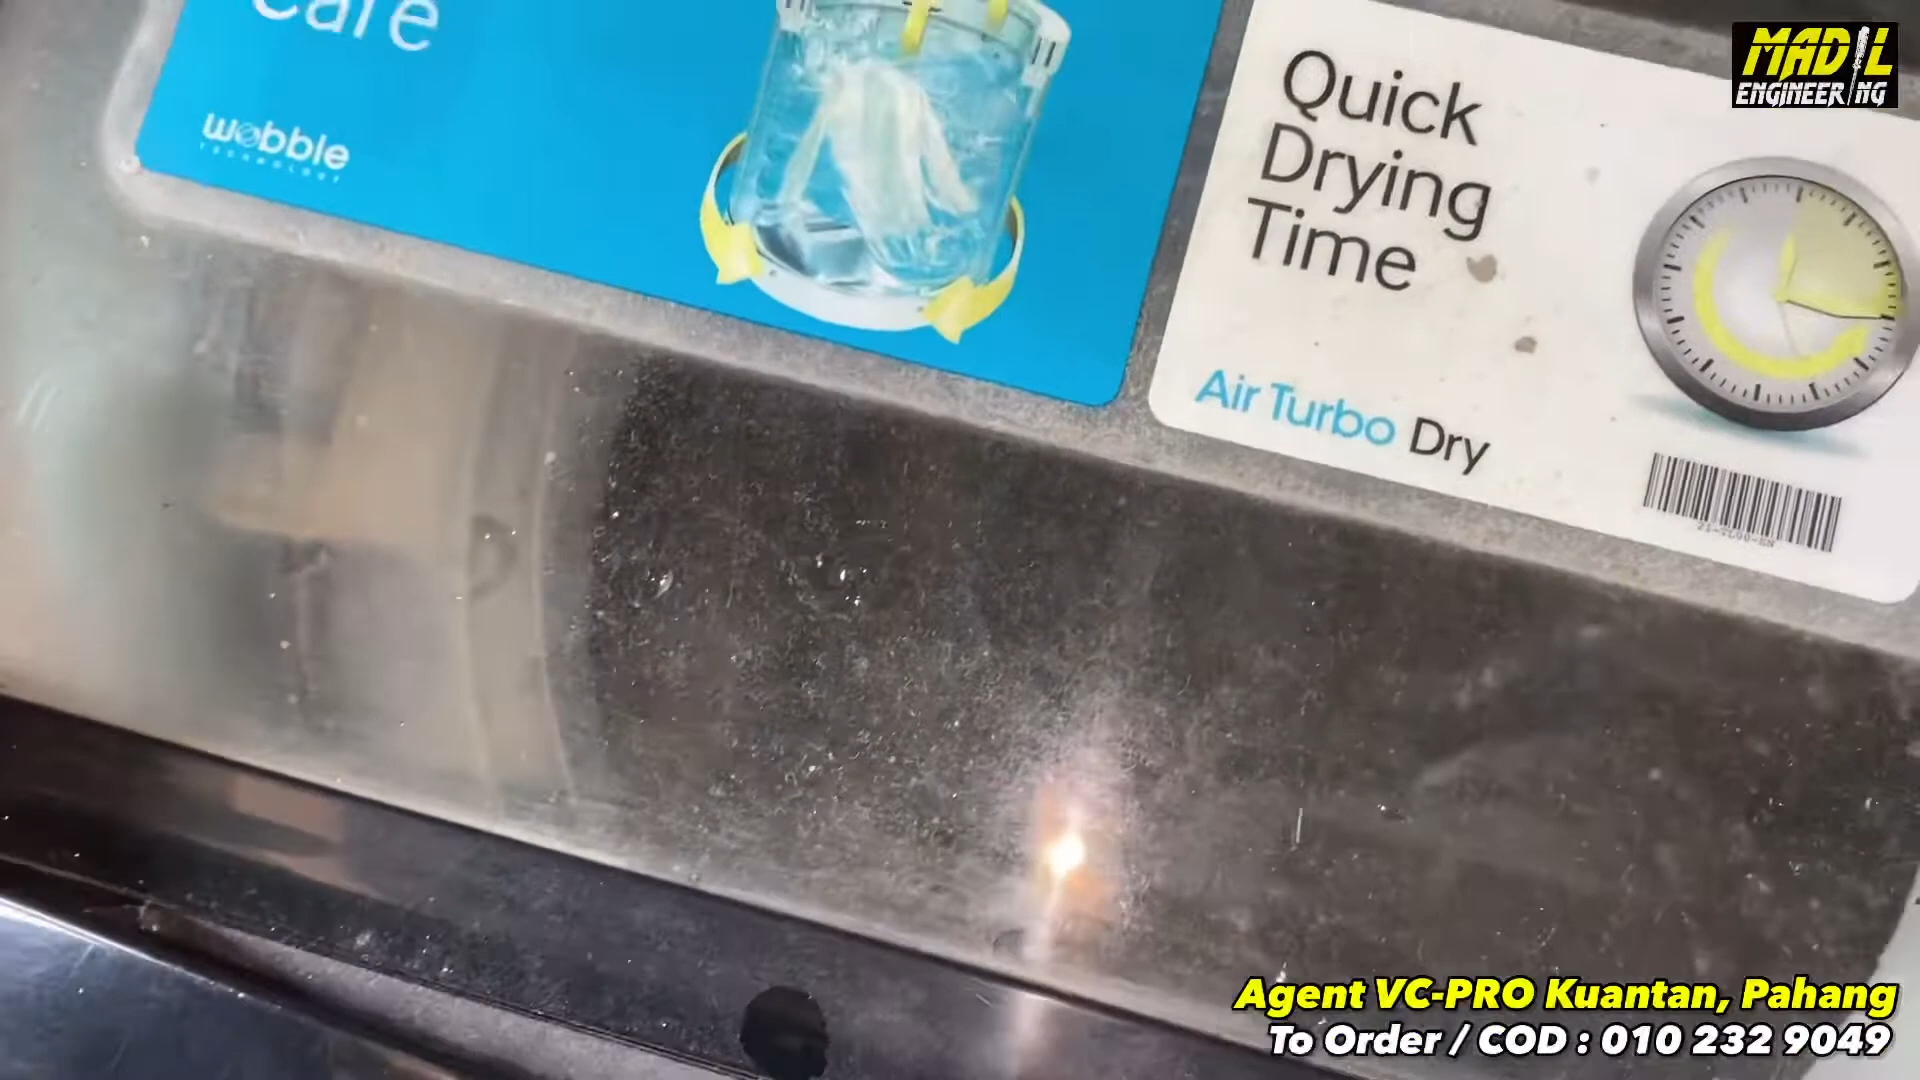 Care
wobble
TECHNOLOGY
Quick
Drying
Time
Air Turbo Dry
MADIL
ENGINEERING
Agent VC-PRO Kuantan, Pahang
To Order / COD : 010 232 9049